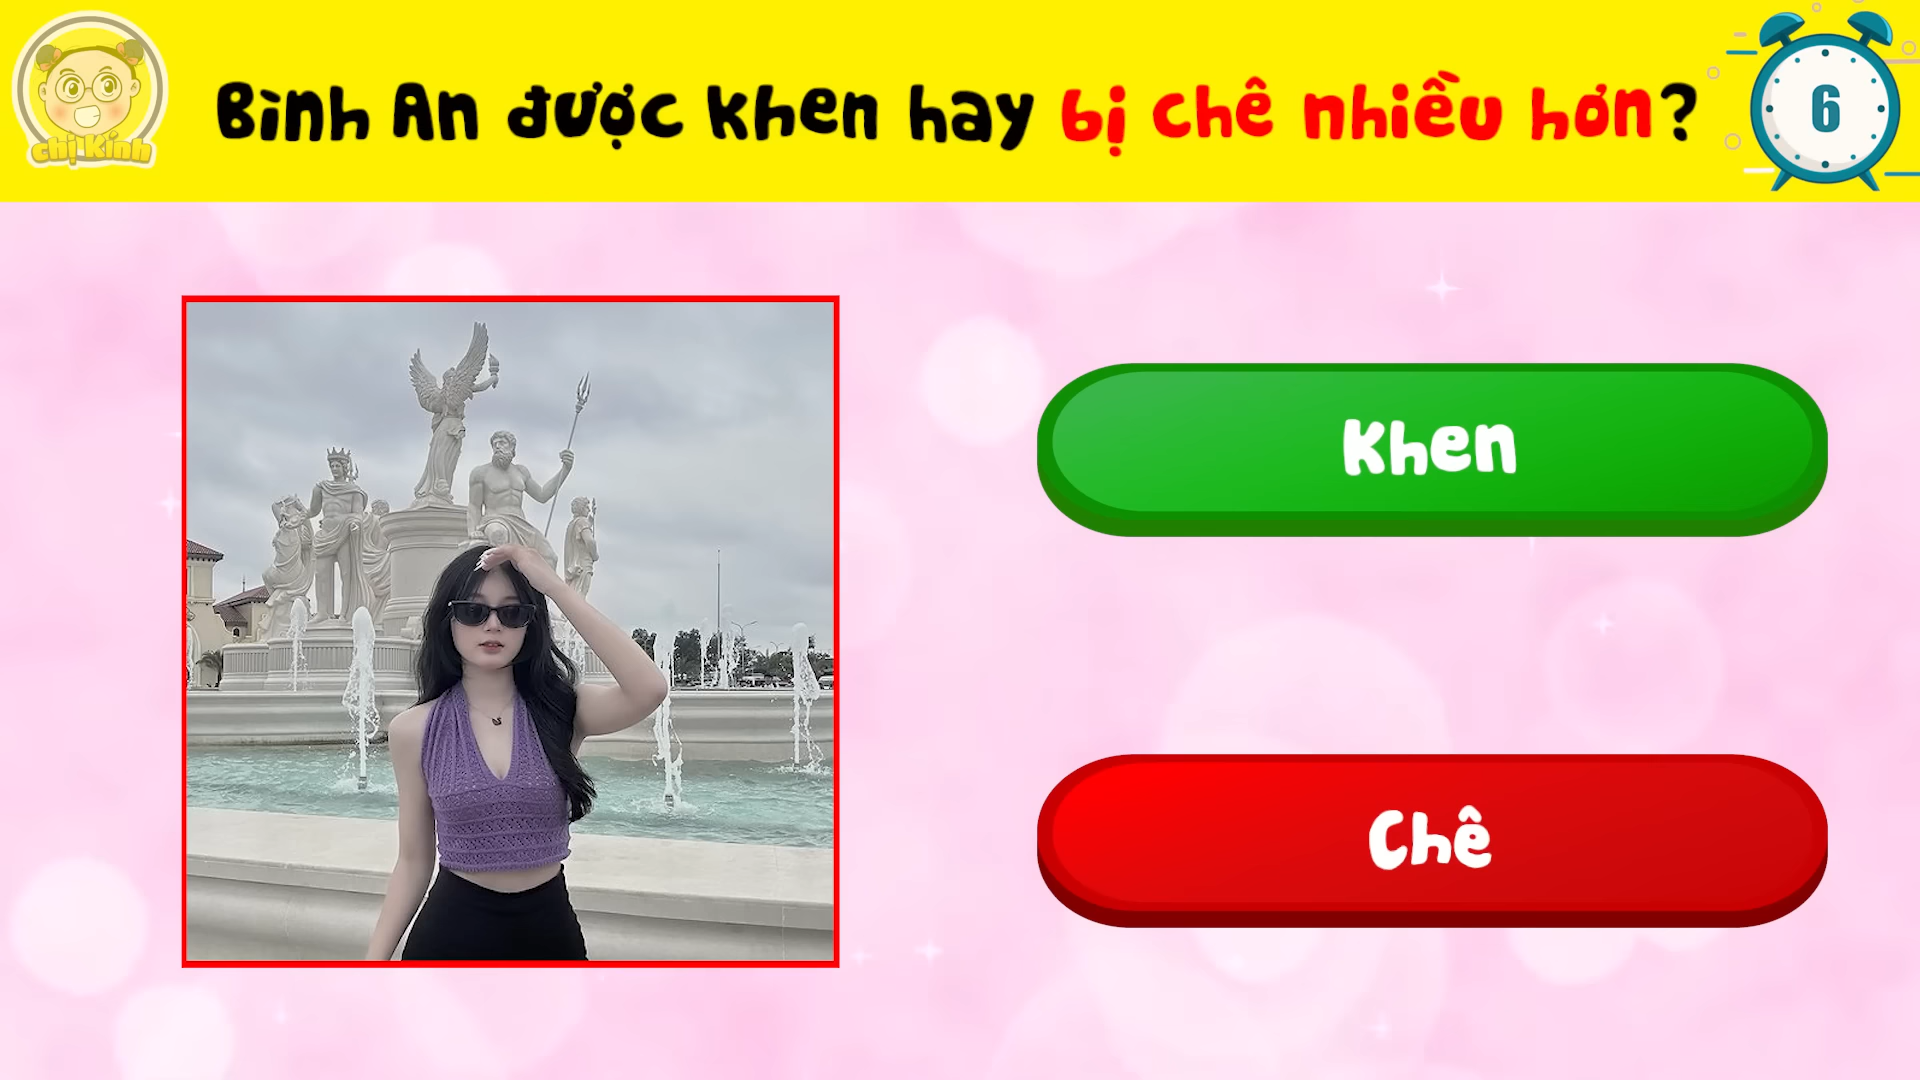 chị Kính
Bình An được khen hay bị chê nhiều hơn?
6
Khen
Chê